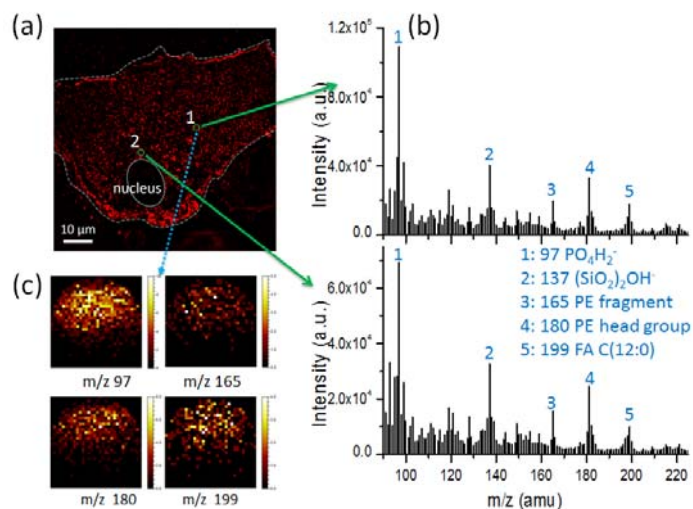 (a)
1
2
nucleus
10 μm
(b)
1.2x10⁵
8.0x10⁴
4.0x10⁴
0.0
Intensity (a.u.)
1
2
3
4
5
6.0x10⁴
4.0x10⁴
2.0x10⁴
0.0
Intensity (a.u.)
1
2
3
4
5
1: 97 PO₄H₂⁻
2: 137 (SiO₂)₂OH⁻
3: 165 PE fragment
4: 180 PE head group
5: 199 FA C(12:0)
100 120 140 160 180 200 220
m/z (amu)
(c)
m/z 97
m/z 165
m/z 180
m/z 199